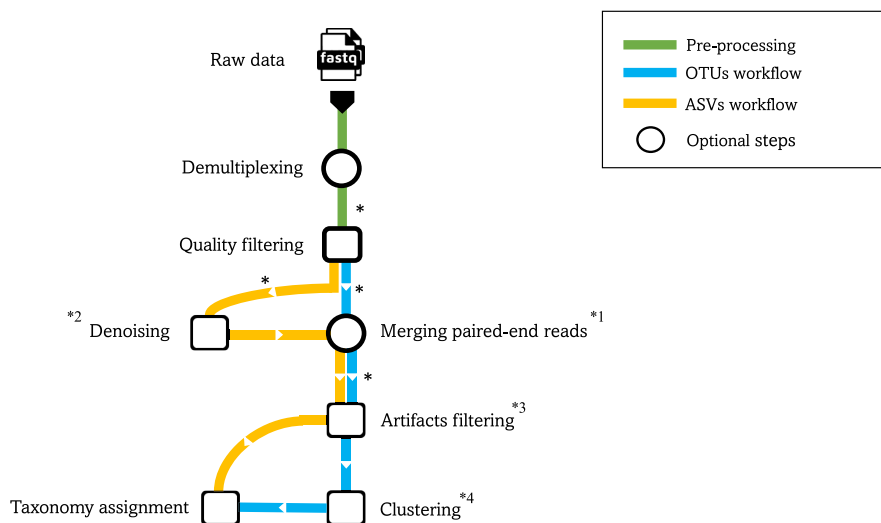 Raw data
fastq
Pre-processing
OTUs workflow
ASVs workflow
Optional steps
Demultiplexing
*
Quality filtering
*
*
*2 Denoising
Merging paired-end reads*1
*
Artifacts filtering*3
Taxonomy assignment
Clustering*4